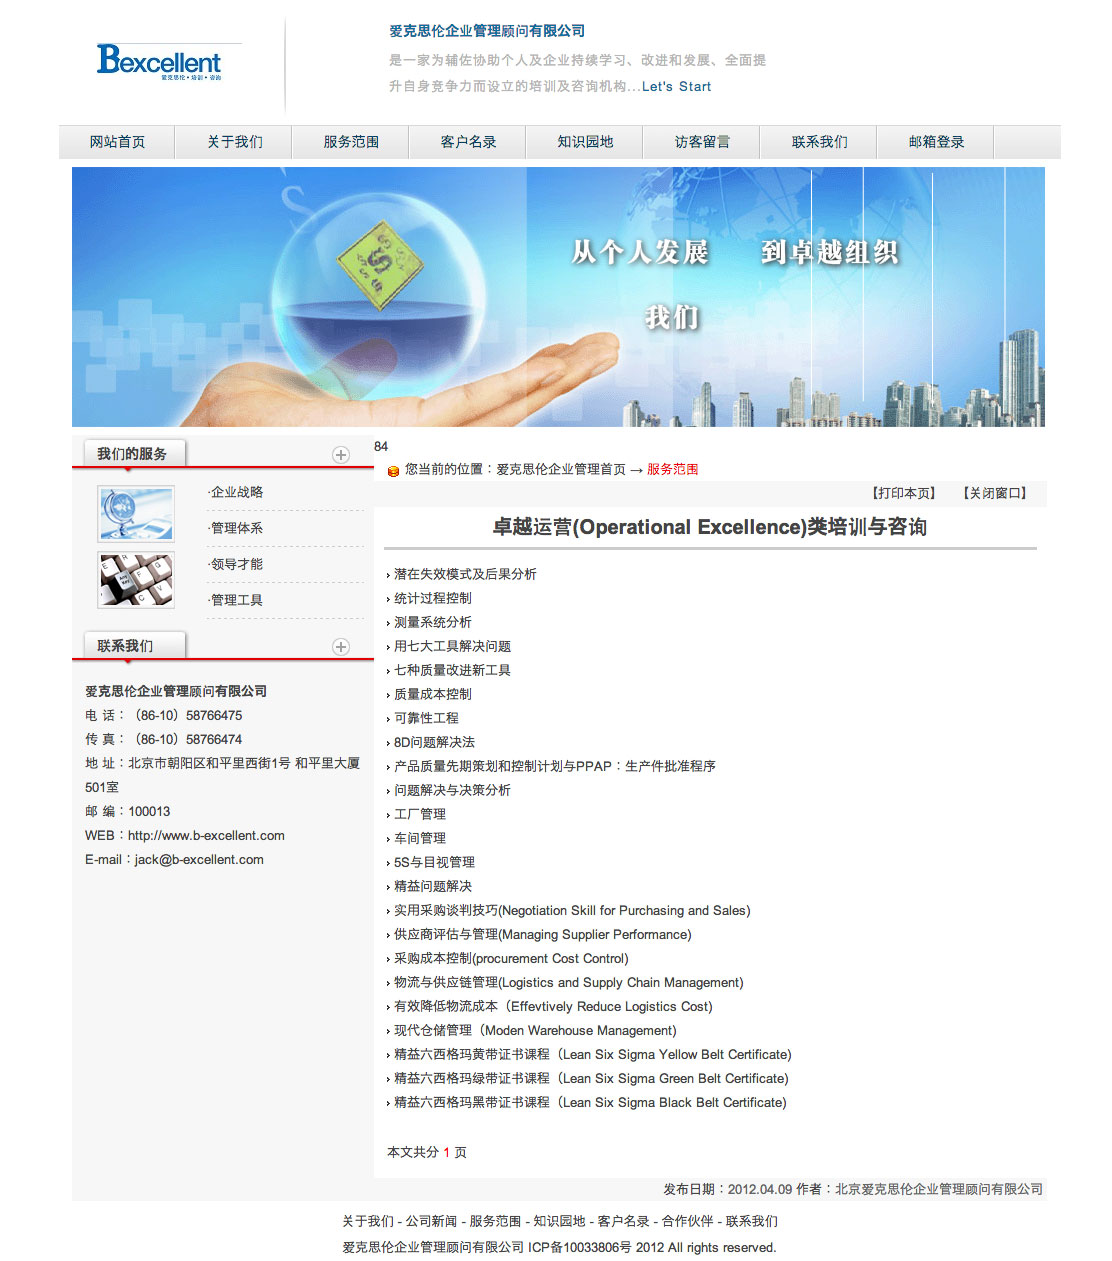 爱克思伦企业管理顾问有限公司
Bexcellent
爱克思伦•培训•咨询
是一家为辅佐协助个人及企业持续学习、改进和发展、全面提
升自身竞争力而设立的培训及咨询机构...Let's Start
网站首页 关于我们 服务范围 客户名录 知识园地 访客留言 联系我们 邮箱登录
从个人发展 到卓越组织
我们
84
我们的服务
您当前的位置：爱克思伦企业管理首页 → 服务范围
【打印本页】 【关闭窗口】
·企业战略
·管理体系
·领导才能
·管理工具
卓越运营(Operational Excellence)类培训与咨询
潜在失效模式及后果分析
统计过程控制
测量系统分析
用七大工具解决问题
七种质量改进新工具
质量成本控制
可靠性工程
8D问题解决法
产品质量先期策划和控制计划与PPAP：生产件批准程序
问题解决与决策分析
工厂管理
车间管理
5S与目视管理
精益问题解决
实用采购谈判技巧(Negotiation Skill for Purchasing and Sales)
供应商评估与管理(Managing Supplier Performance)
采购成本控制(procurement Cost Control)
物流与供应链管理(Logistics and Supply Chain Management)
有效降低物流成本（Effevtively Reduce Logistics Cost)
现代仓储管理（Moden Warehouse Management)
精益六西格玛黄带证书课程（Lean Six Sigma Yellow Belt Certificate)
精益六西格玛绿带证书课程（Lean Six Sigma Green Belt Certificate)
精益六西格玛黑带证书课程（Lean Six Sigma Black Belt Certificate)
本文共分 1 页
联系我们
爱克思伦企业管理顾问有限公司
电 话：（86-10）58766475
传 真：（86-10）58766474
地 址：北京市朝阳区和平里西街1号 和平里大厦
501室
邮 编：100013
WEB：http://www.b-excellent.com
E-mail：jack@b-excellent.com
发布日期：2012.04.09 作者：北京爱克思伦企业管理顾问有限公司
关于我们 - 公司新闻 - 服务范围 - 知识园地 - 客户名录 - 合作伙伴 - 联系我们
爱克思伦企业管理顾问有限公司 ICP备10033806号 2012 All rights reserved.